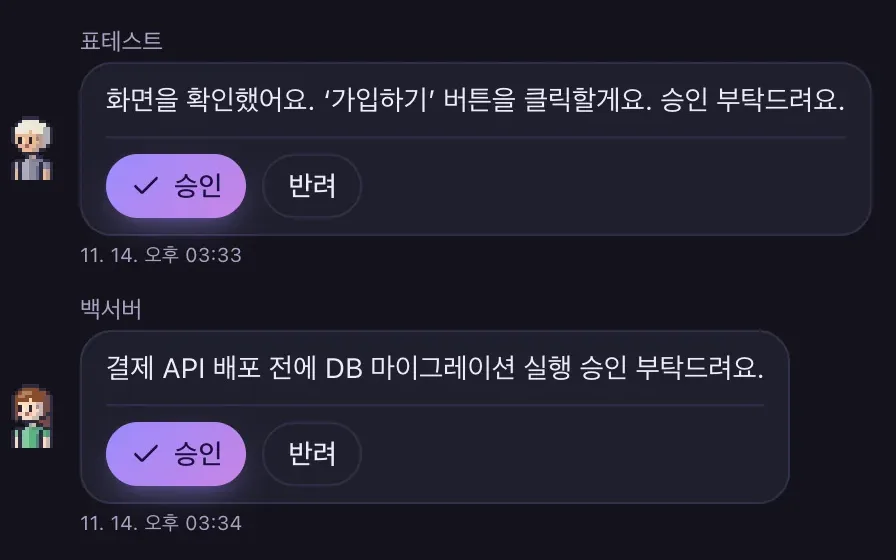 표테스트
화면을 확인했어요. ‘가입하기’ 버튼을 클릭할게요. 승인 부탁드려요.
승인 반려
11. 14. 오후 03:33
백서버
결제 API 배포 전에 DB 마이그레이션 실행 승인 부탁드려요.
승인 반려
11. 14. 오후 03:34